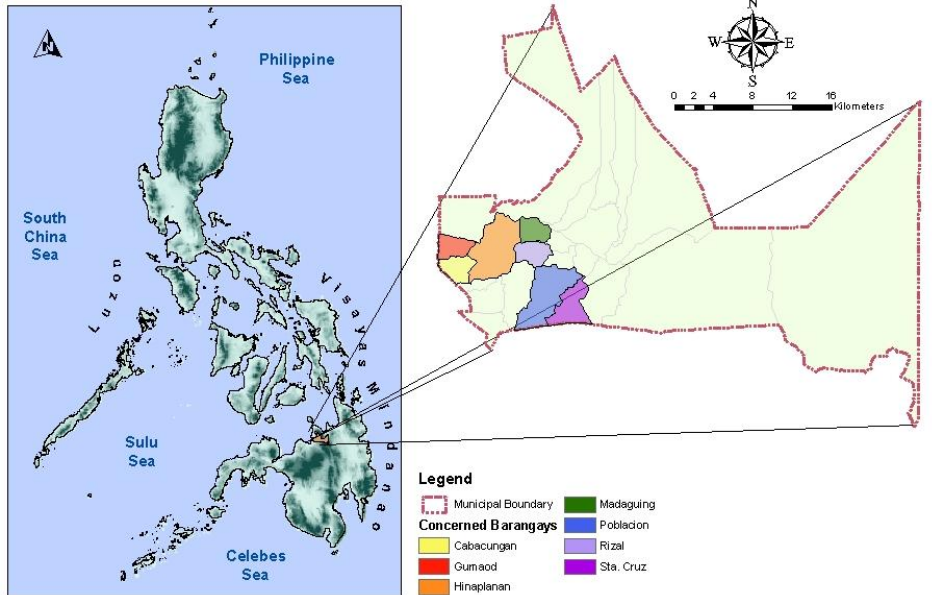 N
Philippine
Sea
South
China
Sea
Luzon
Visayas
Mindanao
Sulu
Sea
Celebes
Sea
N
W
E
S
0 2 4 8 12 16
Kilometers
Legend
Municipal Boundary
Concerned Barangays
Cabacungan
Gumaod
Hinaplanan
Madaguing
Poblacion
Rizal
Sta. Cruz